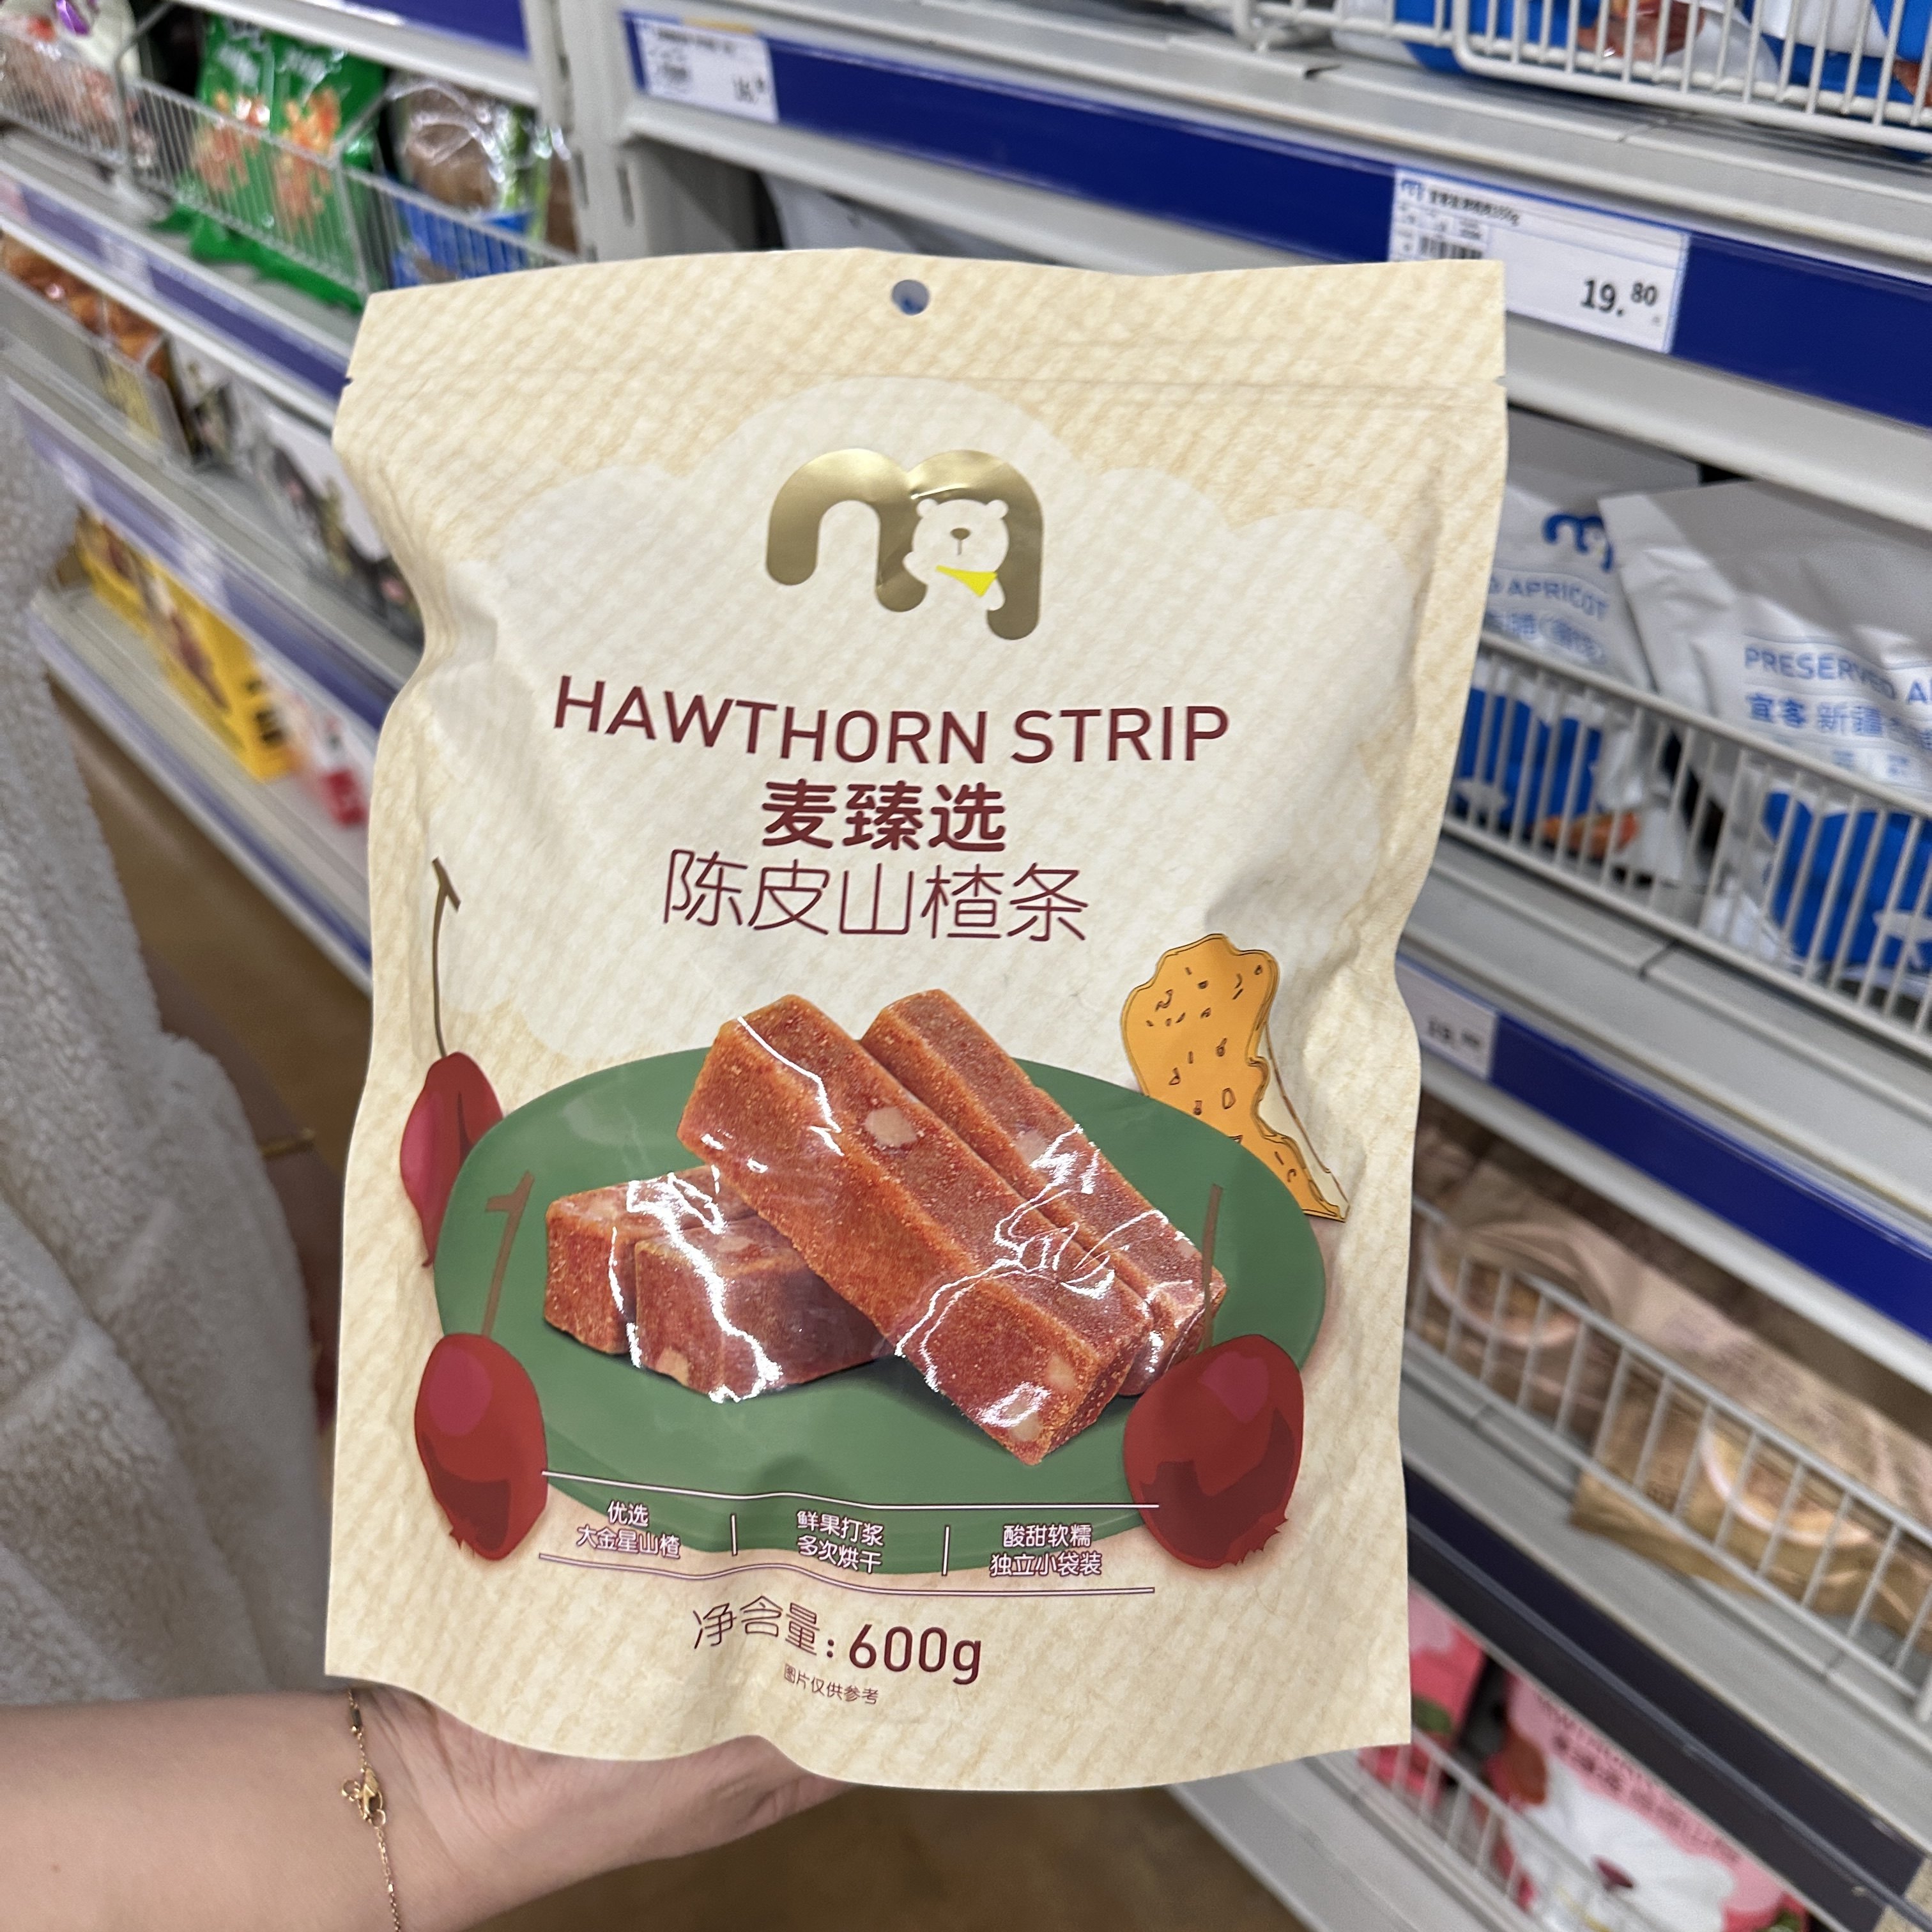 19.80
HAWTHORN STRIP
麦臻选
陈皮山楂条
APRICOT
PRESERVED
宜客 新疆
优选
大金星山楂
鲜果打浆
多次烘干
酸甜软糯
独立小袋装
净含量:600g
图片仅供参考